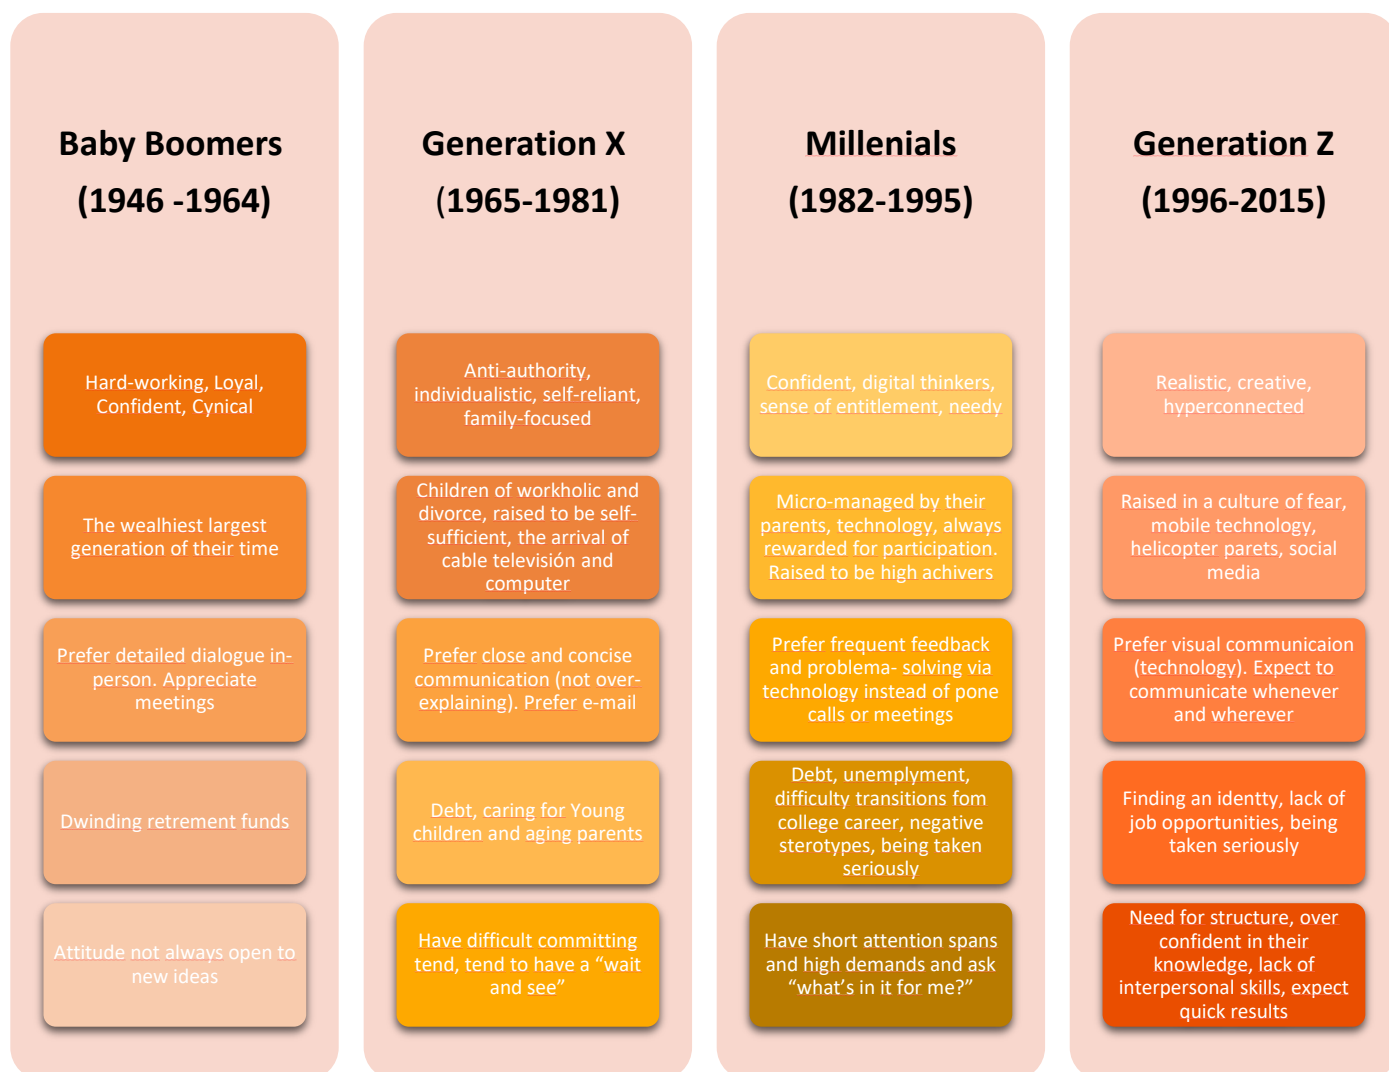 Baby Boomers
(1946 -1964)
Hard-working, Loyal,
Confident, Cynical
The wealhiest largest
generation of their time
Prefer detailed dialogue in-
person. Appreciate
meetings
Dwinding retrement funds
Attitude not always open to
new ideas
Generation X
(1965-1981)
Anti-authority,
individualistic, self-reliant,
family-focused
Children of workholic and
divorce, raised to be self-
sufficient, the arrival of
cable televisión and
computer
Prefer close and concise
communication (not over-
explaining). Prefer e-mail
Debt, caring for Young
children and aging parents
Have difficult committing
tend, tend to have a “wait
and see”
Millenials
(1982-1995)
Confident, digital thinkers,
sense of entitlement, needy
Micro-managed by their
parents, technology, always
rewarded for participation.
Raised to be high achivers
Prefer frequent feedback
and problema- solving via
technology instead of pone
calls or meetings
Debt, unemplyment,
difficulty transitions fom
college career, negative
sterotypes, being taken
seriously
Have short attention spans
and high demands and ask
“what’s in it for me?”
Generation Z
(1996-2015)
Realistic, creative,
hyperconnected
Raised in a culture of fear,
mobile technology,
helicopter parets, social
media
Prefer visual communicaion
(technology). Expect to
communicate whenever
and wherever
Finding an identty, lack of
job opportunities, being
taken seriously
Need for structure, over
confident in their
knowledge, lack of
interpersonal skills, expect
quick results